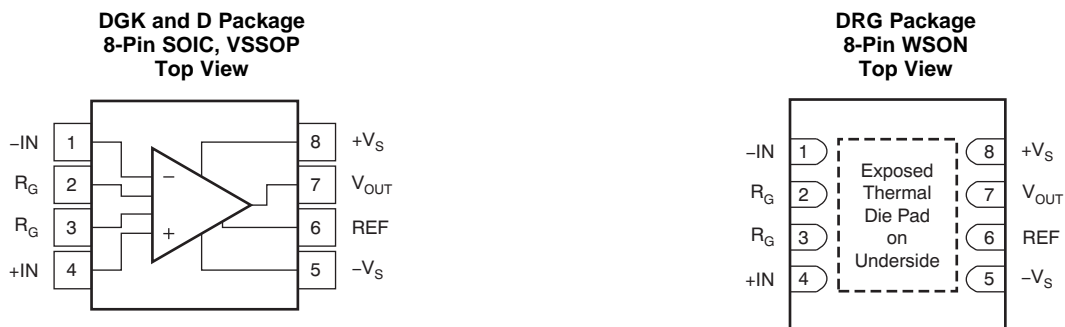 DGK and D Package
8-Pin SOIC, VSSOP
Top View
–IN 1
R_G 2
R_G 3
+IN 4
–
+
8 +V_S
7 V_OUT
6 REF
5 –V_S
DRG Package
8-Pin WSON
Top View
–IN 1
R_G 2
R_G 3
+IN 4
Exposed
Thermal
Die Pad
on
Underside
8 +V_S
7 V_OUT
6 REF
5 –V_S